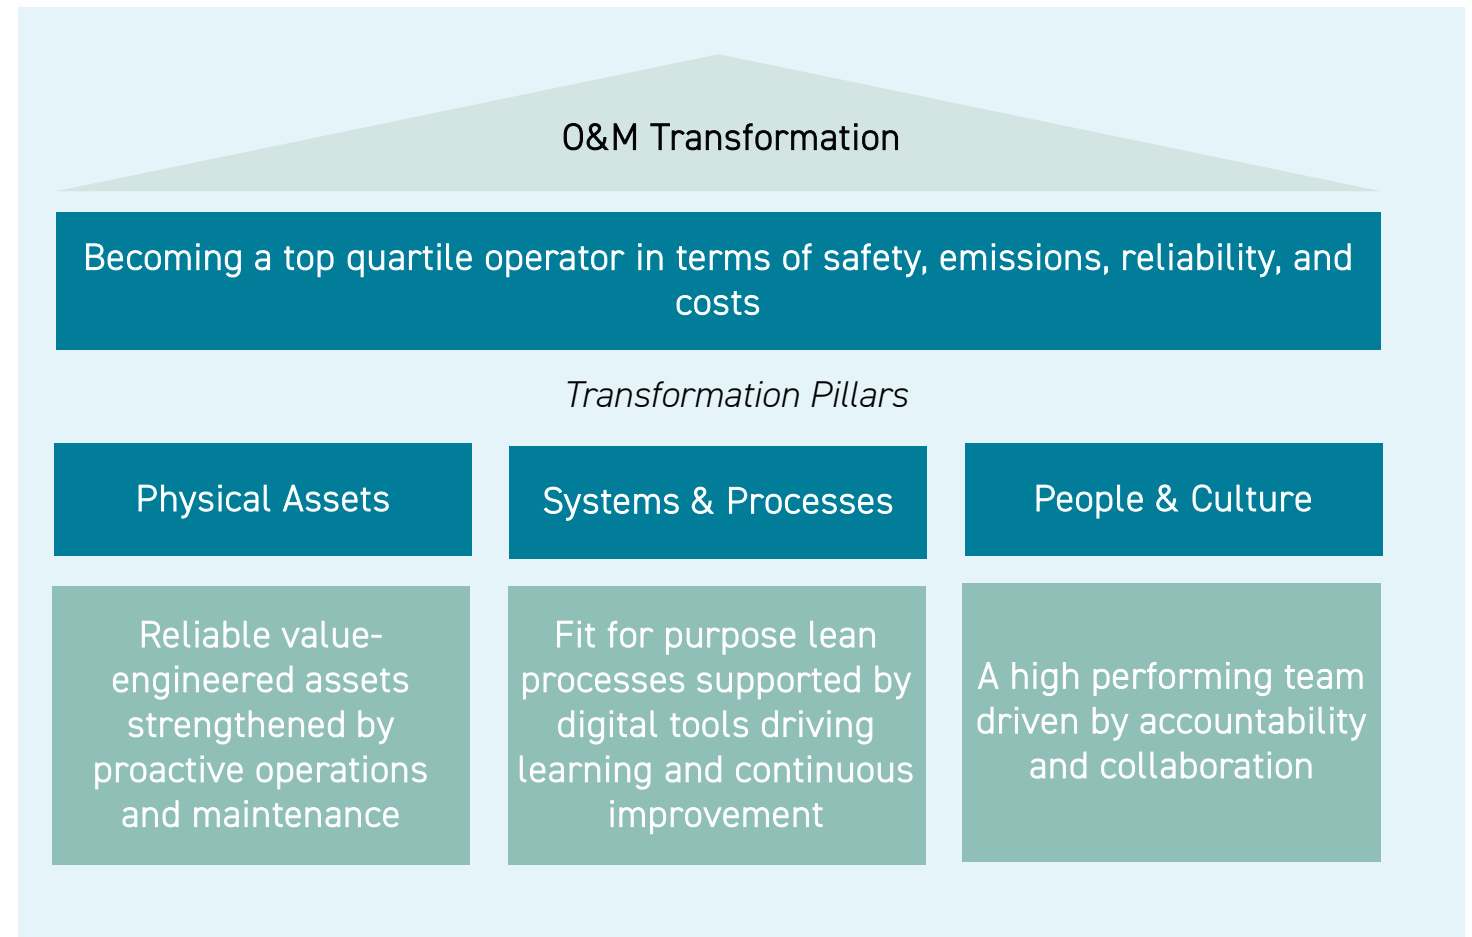 O&M Transformation
Becoming a top quartile operator in terms of safety, emissions, reliability, and
costs
Transformation Pillars
Physical Assets
Reliable value-
engineered assets
strengthened by
proactive operations
and maintenance
Systems & Processes
Fit for purpose lean
processes supported by
digital tools driving
learning and continuous
improvement
People & Culture
A high performing team
driven by accountability
and collaboration